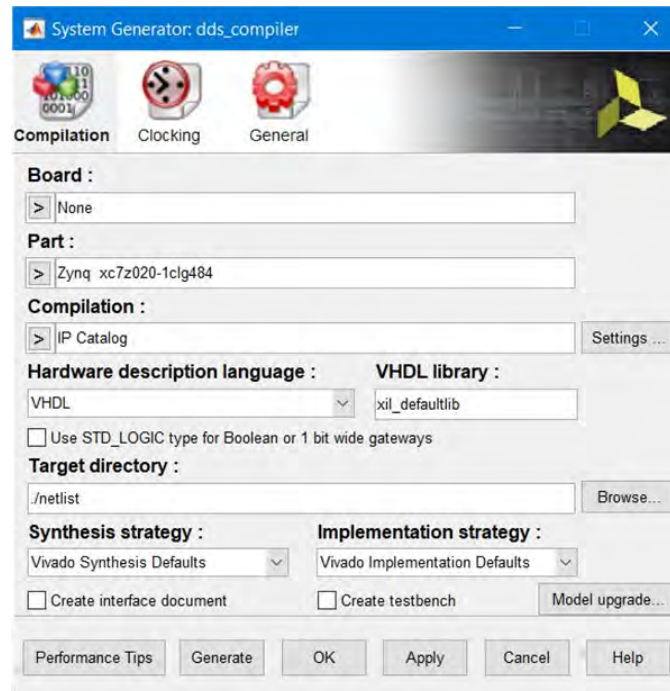 System Generator: dds_compiler
Compilation Clocking General
Board :
> None
Part :
> Zynq xc7z020-1clg484
Compilation :
> IP Catalog Settings ...
Hardware description language : VHDL library :
VHDL xil_defaultlib
Use STD_LOGIC type for Boolean or 1 bit wide gateways
Target directory :
./netlist Browse...
Synthesis strategy : Implementation strategy :
Vivado Synthesis Defaults Vivado Implementation Defaults
Create interface document Create testbench Model upgrade...
Performance Tips Generate OK Apply Cancel Help